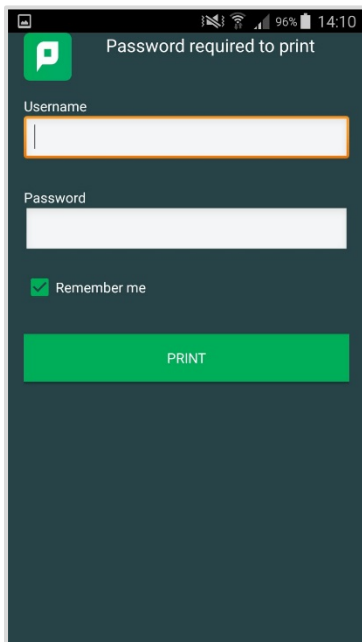 96% 14:10
Password required to print
Username
Password
Remember me
PRINT